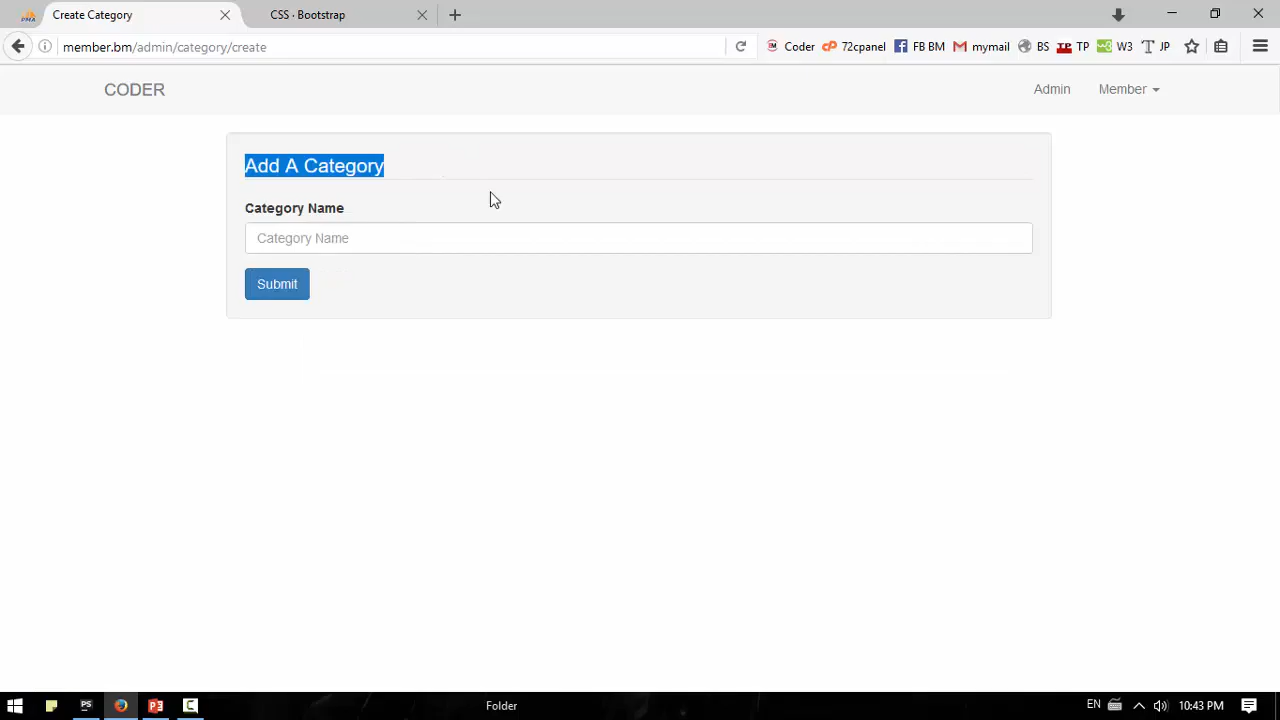 Create Category
CSS · Bootstrap
member.bm/admin/category/create
Coder
72cpanel
FB BM
mymail
BS
TP
W3
JP
CODER
Admin
Member
Add A Category
Category Name
Category Name
Submit
Folder
EN
10:43 PM